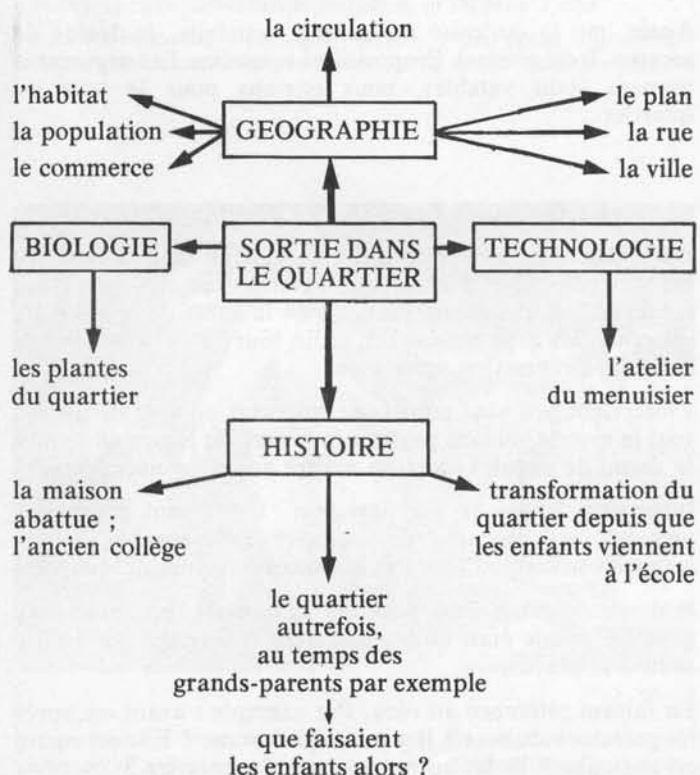 la circulation
l'habitat
la population
le commerce
GEOGRAPHIE
le plan
la rue
la ville
BIOLOGIE
SORTIE DANS
LE QUARTIER
TECHNOLOGIE
les plantes
du quartier
l'atelier
du menuisier
HISTOIRE
la maison
abattue ;
l'ancien collège
transformation du
quartier depuis que
les enfants viennent
à l'école
le quartier
autrefois,
au temps des
grands-parents par exemple
que faisaient
les enfants alors ?